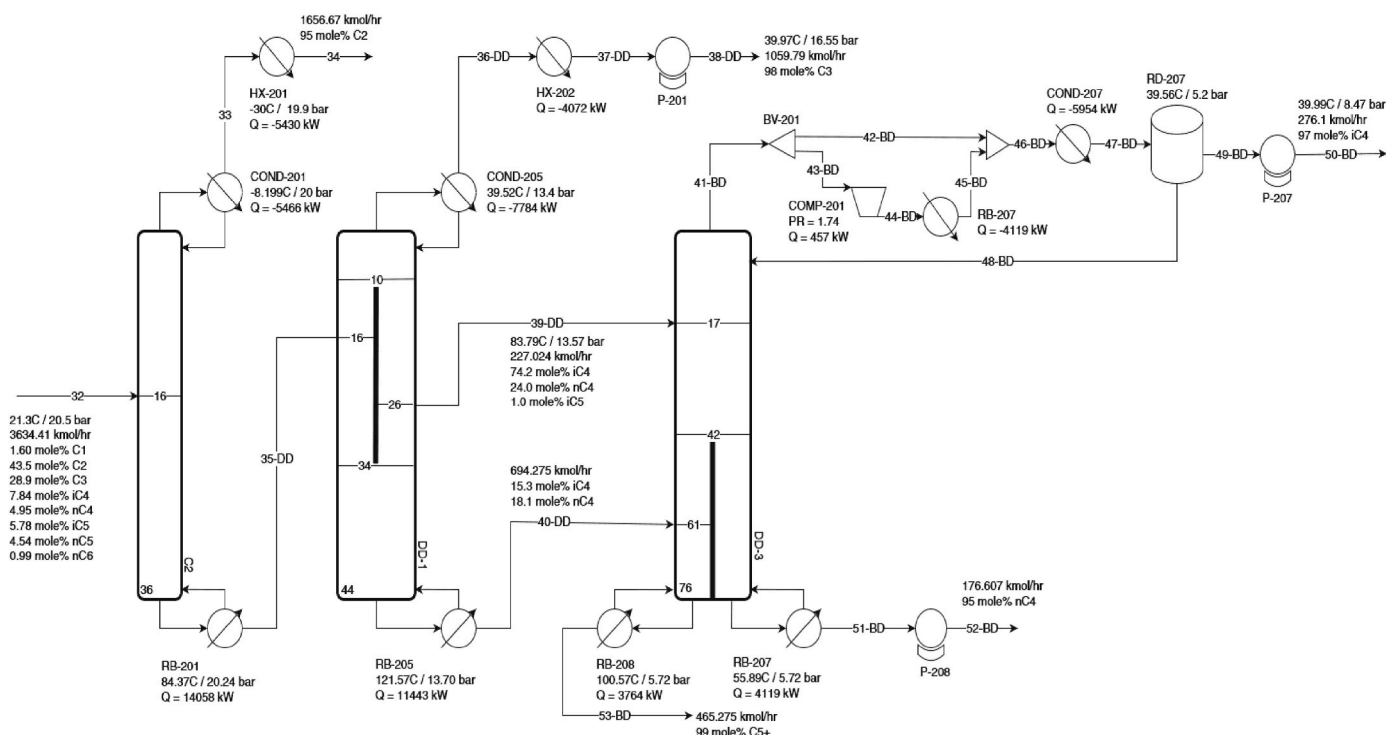 1656.67 kmol/hr
95 mole% C2
34
HX-201
-30C / 19.9 bar
Q = -5430 kW
33
COND-201
-8.199C / 20 bar
Q = -5466 kW
32
16
21.3C / 20.5 bar
3634.41 kmol/hr
1.60 mole% C1
43.5 mole% C2
28.9 mole% C3
7.84 mole% iC4
4.95 mole% nC4
5.78 mole% iC5
4.54 mole% nC5
0.99 mole% nC6
36
C2
RB-201
84.37C / 20.24 bar
Q = 14058 kW
35-DD
36-DD
HX-202
Q = -4072 kW
37-DD
P-201
38-DD
39.97C / 16.55 bar
1059.79 kmol/hr
98 mole% C3
COND-205
39.52C / 13.4 bar
Q = -7784 kW
10
16
26
34
44
DD-1
RB-205
121.57C / 13.70 bar
Q = 11443 kW
39-DD
83.79C / 13.57 bar
227.024 kmol/hr
74.2 mole% iC4
24.0 mole% nC4
1.0 mole% iC5
694.275 kmol/hr
15.3 mole% iC4
18.1 mole% nC4
40-DD
41-BD
BV-201
42-BD
43-BD
COMP-201
PR = 1.74
Q = 457 kW
44-BD
45-BD
RB-207
Q = -4119 kW
46-BD
COND-207
Q = -5954 kW
47-BD
RD-207
39.56C / 5.2 bar
48-BD
49-BD
P-207
39.99C / 8.47 bar
276.1 kmol/hr
97 mole% iC4
50-BD
17
42
61
76
DD-3
RB-208
100.57C / 5.72 bar
Q = 3764 kW
53-BD
465.275 kmol/hr
99 mole% C5+
RB-207
55.89C / 5.72 bar
Q = 4119 kW
51-BD
P-208
176.607 kmol/hr
95 mole% nC4
52-BD